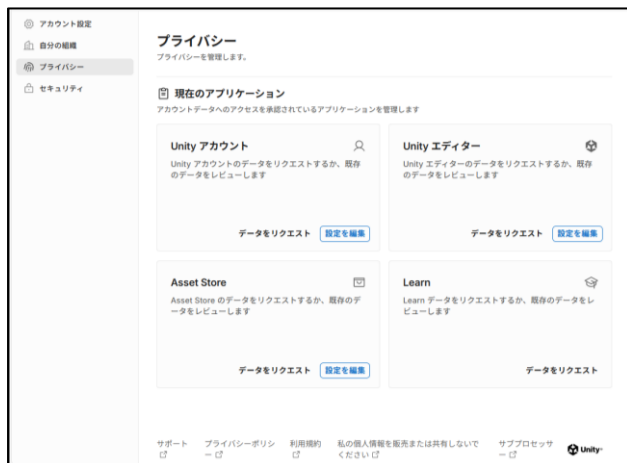 アカウント設定
自分の組織
プライバシー
セキュリティ
プライバシー
プライバシーを管理します。
現在のアプリケーション
アカウントデータへのアクセスを承認されているアプリケーションを管理します
Unity アカウント
Unity アカウントのデータをリクエストするか、既存
のデータをレビューします
データをリクエスト 設定を編集
Unity エディター
Unity エディターのデータをリクエストするか、既存
のデータをレビューします
データをリクエスト 設定を編集
Asset Store
Asset Store のデータをリクエストするか、既存のデ
ータをレビューします
データをリクエスト 設定を編集
Learn
Learn データをリクエストするか、既存のデータをレ
ビューします
データをリクエスト
サポート
プライバシーポリシ
ー
利用規約
私の個人情報を販売または共有しないで
ください
サブプロセッサ
ー
Unity